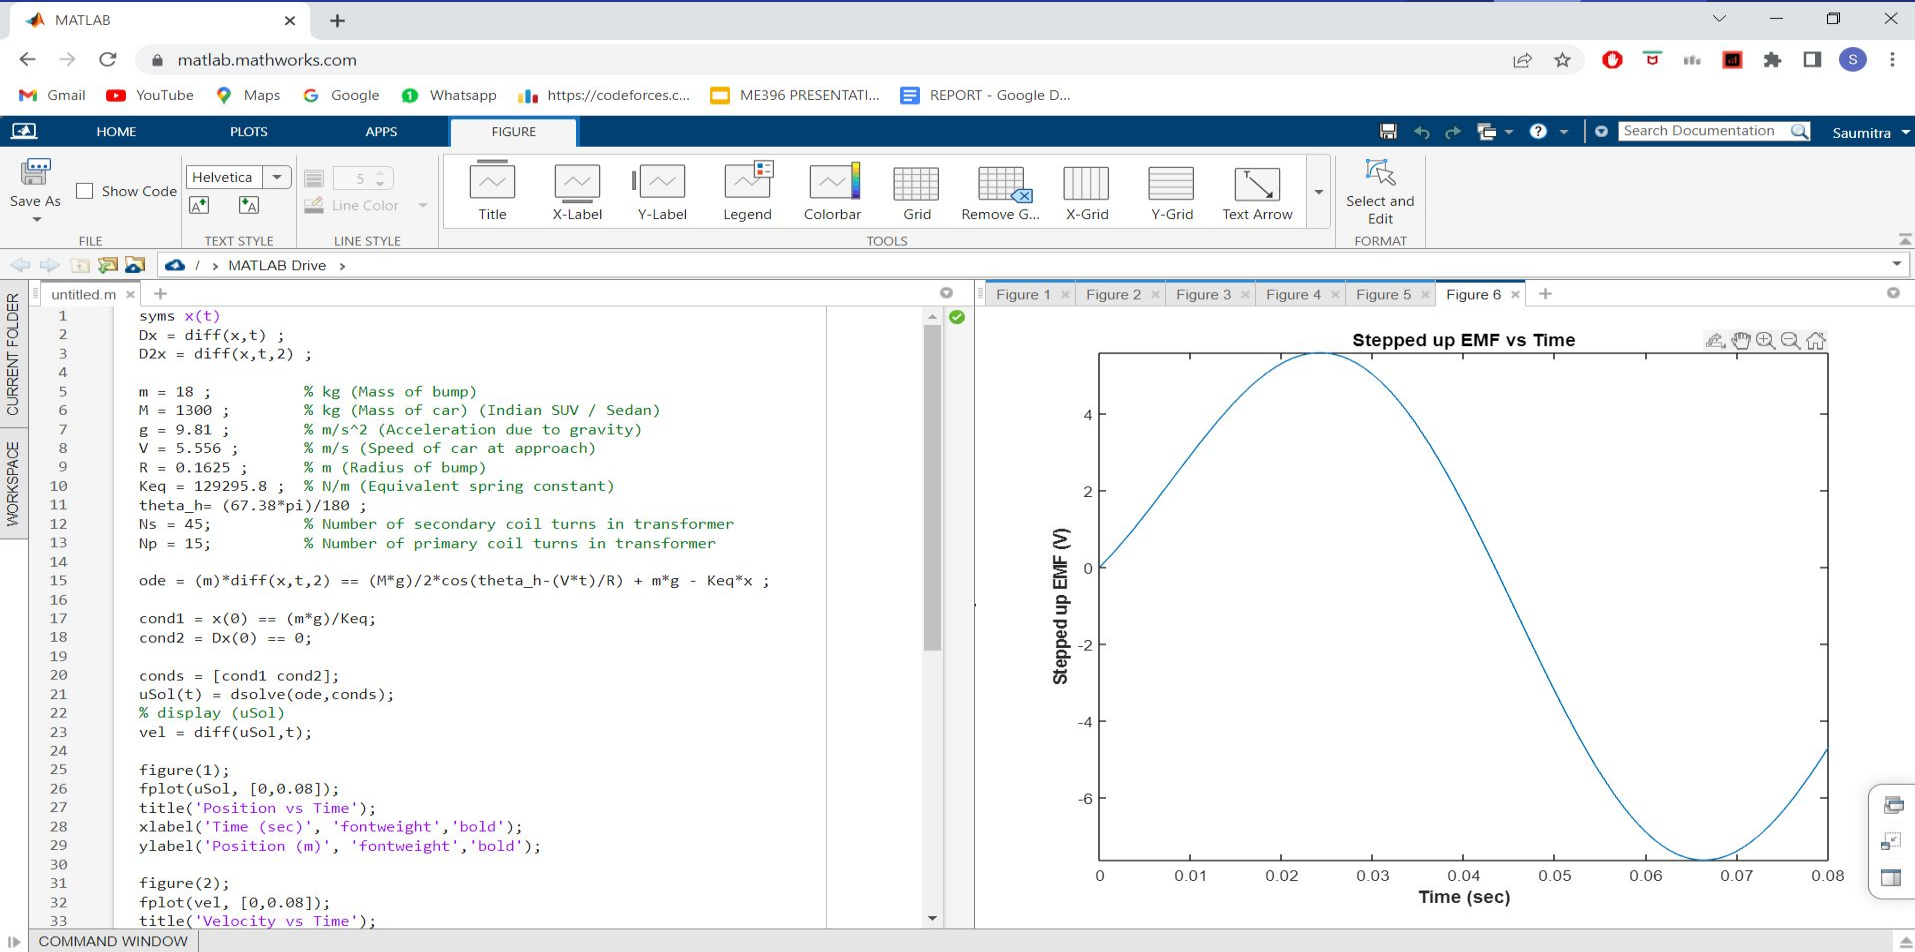 MATLAB
matlab.mathworks.com
S
Gmail YouTube Maps Google Whatsapp https://codeforces.c... ME396 PRESENTATI... REPORT - Google D...
HOME PLOTS APPS FIGURE Search Documentation Saumitra
Save As Show Code Helvetica 5 Line Color
Title X-Label Y-Label Legend Colorbar Grid Remove G... X-Grid Y-Grid Text Arrow Select and Edit
FILE TEXT STYLE LINE STYLE TOOLS FORMAT
/ > MATLAB Drive >
CURRENT FOLDER
WORKSPACE
untitled.m
1 syms x(t)
2 Dx = diff(x,t) ;
3 D2x = diff(x,t,2) ;
4
5 m = 18 ; % kg (Mass of bump)
6 M = 1300 ; % kg (Mass of car) (Indian SUV / Sedan)
7 g = 9.81 ; % m/s^2 (Acceleration due to gravity)
8 V = 5.556 ; % m/s (Speed of car at approach)
9 R = 0.1625 ; % m (Radius of bump)
10 Keq = 129295.8 ; % N/m (Equivalent spring constant)
11 theta_h= (67.38*pi)/180 ;
12 Ns = 45; % Number of secondary coil turns in transformer
13 Np = 15; % Number of primary coil turns in transformer
14
15 ode = (m)*diff(x,t,2) == (M*g)/2*cos(theta_h-(V*t)/R) + m*g - Keq*x ;
16
17 cond1 = x(0) == (m*g)/Keq;
18 cond2 = Dx(0) == 0;
19
20 conds = [cond1 cond2];
21 uSol(t) = dsolve(ode,conds);
22 % display (uSol)
23 vel = diff(uSol,t);
24
25 figure(1);
26 fplot(uSol, [0,0.08]);
27 title('Position vs Time');
28 xlabel('Time (sec)', 'fontweight','bold');
29 ylabel('Position (m)', 'fontweight','bold');
30
31 figure(2);
32 fplot(vel, [0,0.08]);
33 title('Velocity vs Time');
COMMAND WINDOW
Figure 1 Figure 2 Figure 3 Figure 4 Figure 5 Figure 6
Stepped up EMF vs Time
Stepped up EMF (V)
4
2
0
-2
-4
-6
0 0.01 0.02 0.03 0.04 0.05 0.06 0.07 0.08
Time (sec)